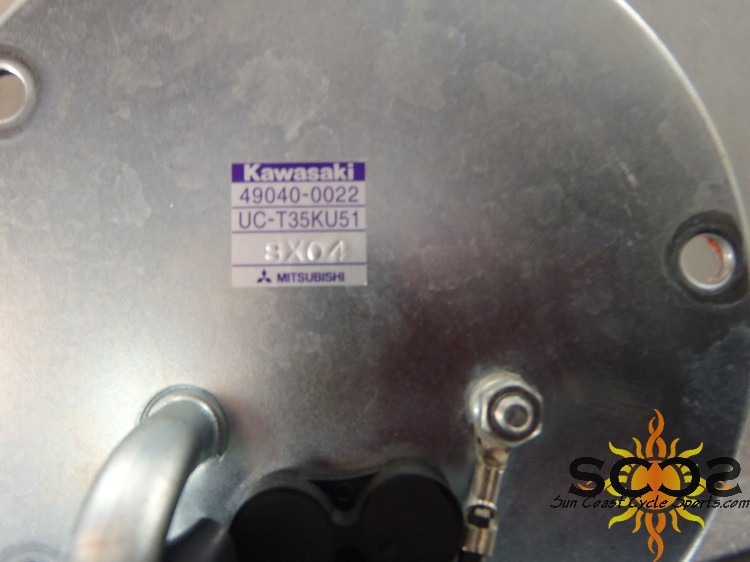 Kawasaki
49040-0022
UC-T35KU51
SX04
MITSUBISHI
SCCS
Sun Coast Cycle Sports.com